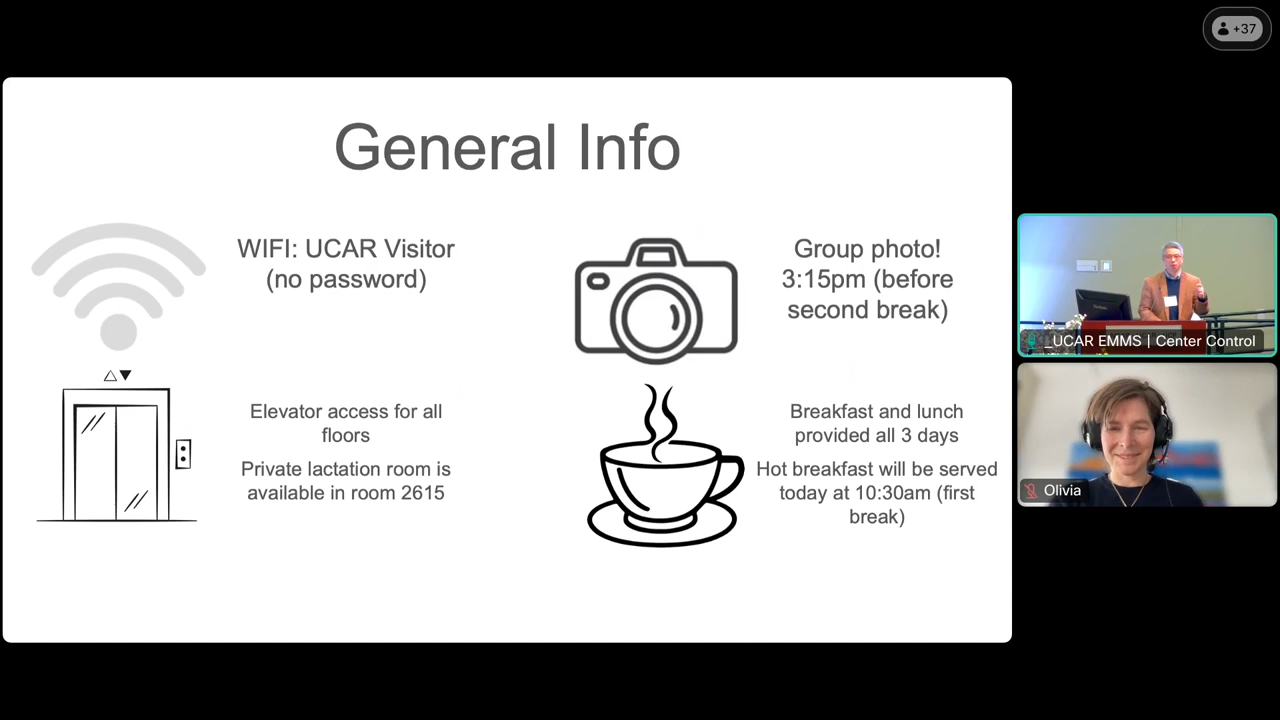 +37
General Info
WIFI: UCAR Visitor
(no password)
Group photo!
3:15pm (before
second break)
Elevator access for all
floors
Private lactation room is
available in room 2615
Breakfast and lunch
provided all 3 days
Hot breakfast will be served
today at 10:30am (first
break)
_UCAR EMMS | Center Control
Olivia